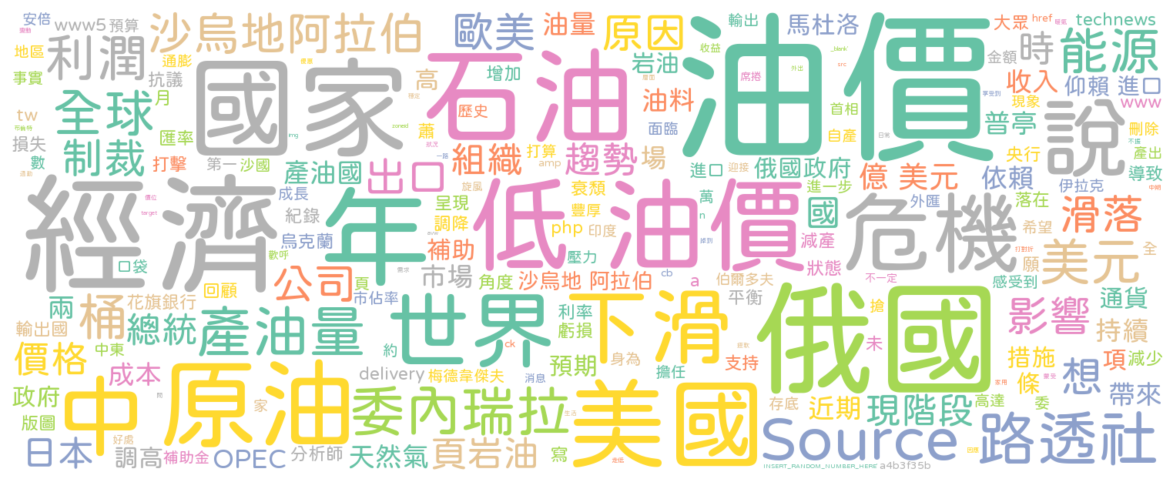 安倍 www5 預算 沙烏地阿拉伯 歐美 油量 原因 油價 輸出 馬杜洛 大眾 href technews
地區 利潤 通膨 國家 高 增加 石油 岩油 收益 時 金額 能源
事實 抗議 席捲 src 收入 仰賴 進口
tw 全球 月 蕭 歷史 油料 首相 現象 www
損失 匯率 面臨 自產 普亭 說 刪除
數 制裁 打擊 第一 沙國 產油國 出口 組織 打算 amp 趨勢 場 進口 迎接 俄國政府 央行 產出
經濟 成長 年 低油價 衰頹 萬 進一步 億 美元 依賴 伊拉克 導致
紀錄 呈現 豐厚 n 國 危機 外匯 落在 滑落
烏克蘭 調降 php 印度 減產 希望
口袋 歡呼 補助 壓力 狀態 不一定 願 美元 全
公司 頁 市場 角度 沙烏地 阿拉伯 cb a 伯爾多夫 感受到
兩 花旗銀行 回顧 市佔率 世界 利率 下滑 平衡 俄國 搶 通貨
輸出國 桶 總統 產油量 虧損 影響 持續
價格 中東 約 ck 預期 身為 支持 未 措施 項 減少
政府 成本 中 原油 delivery 梅德韋傑夫 消息 擔任 美國 條 想 帶來
版圖 家 委內瑞拉 存底 近期 現階段 高達 委
日本 好處 調高 補助金 OPEC 分析師 天然氣 頁岩油 寫 Source 路透社
INSERT_RANDOM_NUMBER_HERE a4b3f35b